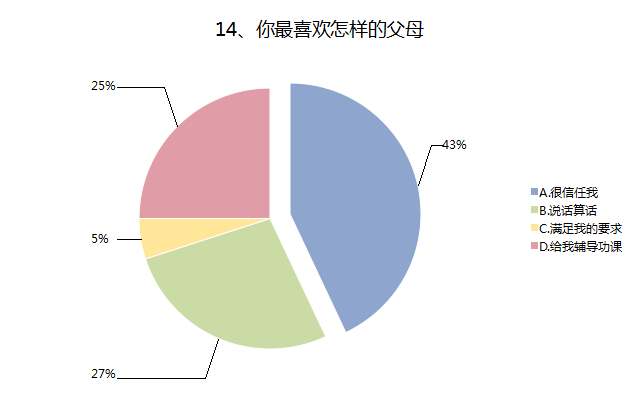 14、你最喜欢怎样的父母
25%
43%
A.很信任我
B.说话算话
C.满足我的要求
D.给我辅导功课
5%
27%